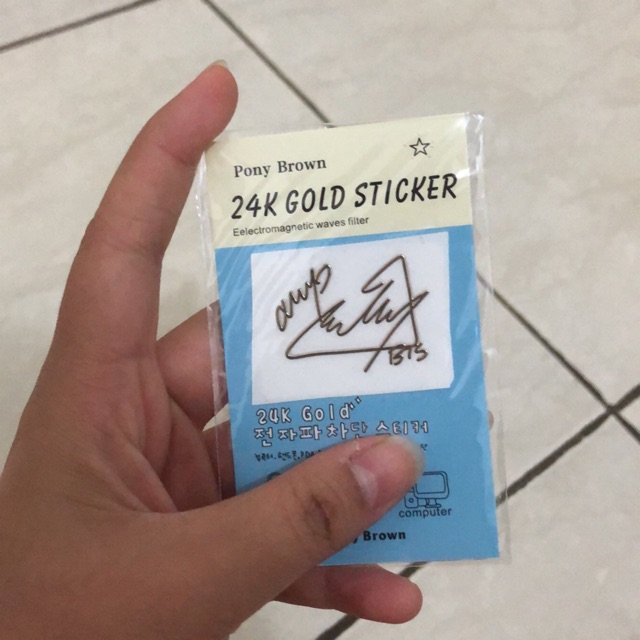 Pony Brown
24K GOLD STICKER
Eelectromagnetic waves filter
BTS
24K Gold
전자파 차단 스티커
computer
Brown